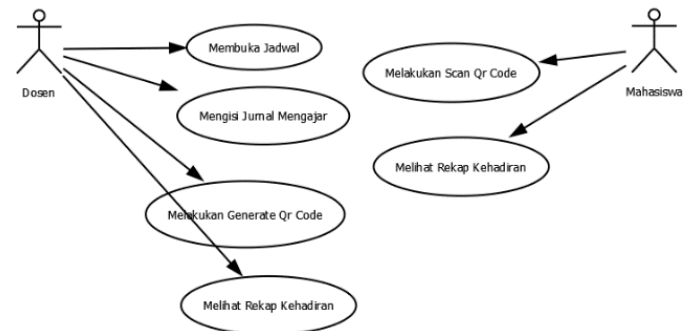 Membuka Jadwal
Dosen
Mengisi Jurnal Mengajar
Melakukan Generate Qr Code
Melihat Rekap Kehadiran
Melakukan Scan Qr Code
Mahasiswa
Melihat Rekap Kehadiran